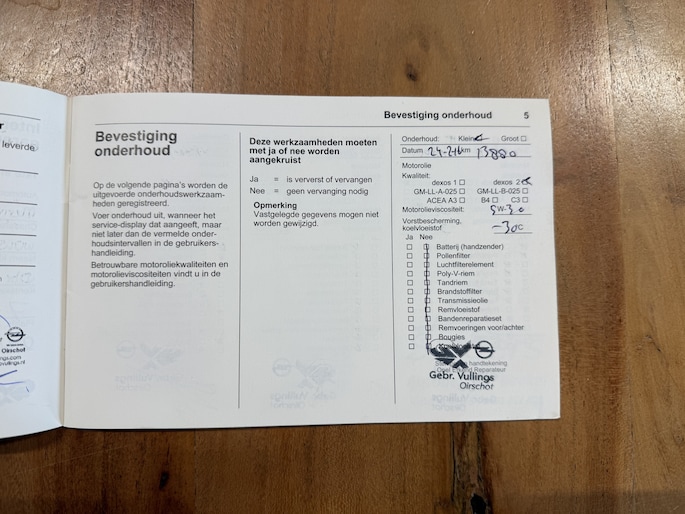 r
leverde
Oirschot
Bevestiging onderhoud 5
Bevestiging
onderhoud
Op de volgende pagina's worden de
uitgevoerde onderhoudswerkzaam-
heden geregistreerd.
Voer onderhoud uit, wanneer het
service-display dat aangeeft, maar
niet later dan de vermelde onder-
houdsintervallen in de gebruikers-
handleiding.
Betrouwbare motoroliekwaliteiten en
motorolieviscositeiten vindt u in de
gebruikershandleiding.
Deze werkzaamheden moeten
met ja of nee worden
aangekruist
Ja = is ververst of vervangen
Nee = geen vervanging nodig
Opmerking
Vastgelegde gegevens mogen niet
worden gewijzigd.
Onderhoud: Klein Groot
Datum km
Motorolie
Kwaliteit:
dexos 1 dexos 2
GM-LL-A-025 GM-LL-B-025
ACEA A3 B4 C3
Motorolieviscositeit: 5W-30
Vorstbescherming,
koelvloeistof -30c
Ja Nee
Batterij (handzender)
Pollenfilter
Luchtfilterelement
Poly-V-riem
Tandriem
Brandstoffilter
Transmissieolie
Remvloeistof
Bandenreparatieset
Remvoeringen voor/achter
Bougies
handtekening
Reparateur
Gebr. Vullings
Oirschot